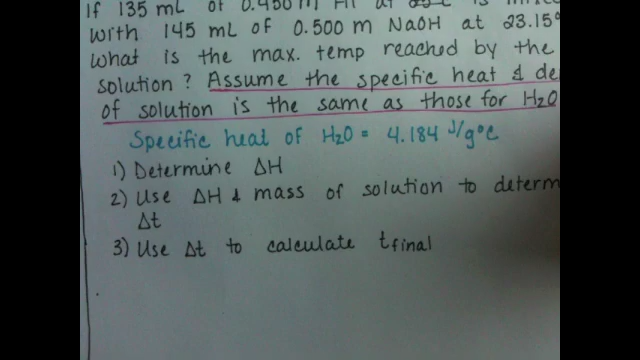 If 135 mL of 0.450 m HI at 23°C is mixed
with 145 mL of 0.500 m NaOH at 23.15°
What is the max. temp reached by the
solution? Assume the specific heat & de
of solution is the same as those for H₂O
Specific heat of H₂O = 4.184 J/g°C
1) Determine ΔH
2) Use ΔH & mass of solution to determ
Δt
3) Use Δt to calculate t final